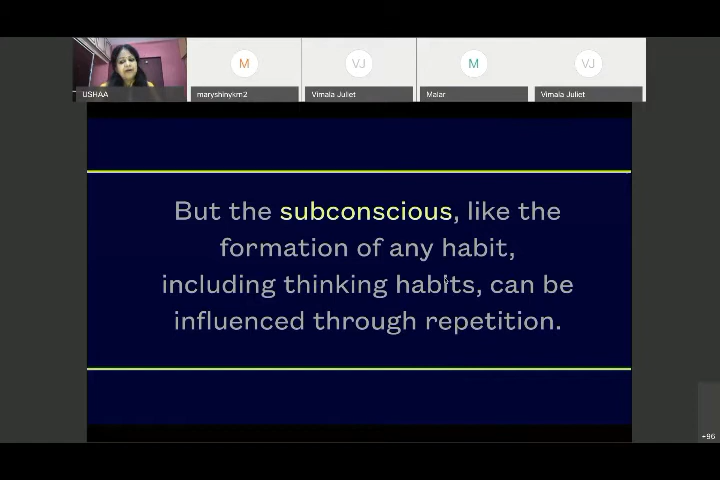 M
VJ
M
VJ
USHAA
maryshinykm2
Vimala Juliet
Malar
Vimala Juliet
But the subconscious, like the
formation of any habit,
including thinking habits, can be
influenced through repetition.
+96